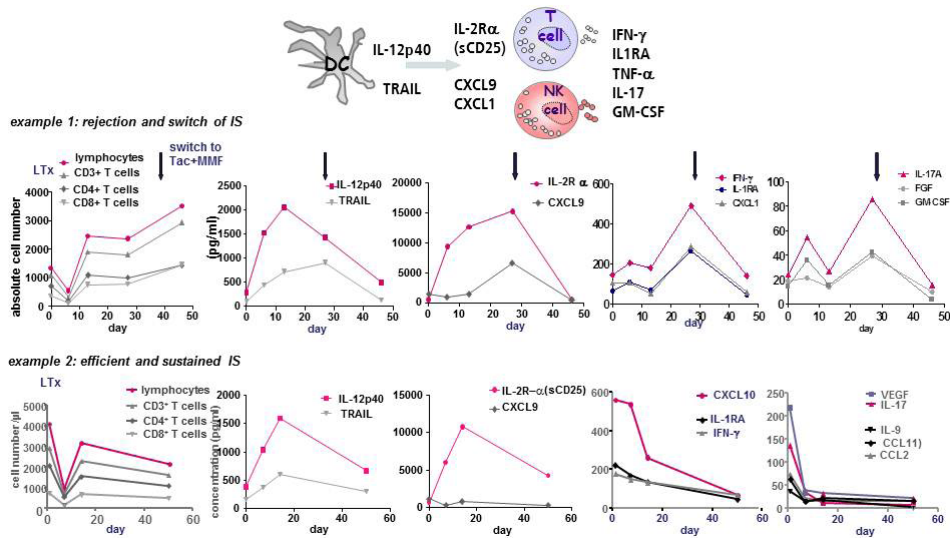 DC
IL-12p40
TRAIL
IL-2Rα
(sCD25)
CXCL9
CXCL1
T
cell
NK
cell
IFN-γ
IL1RA
TNF-α
IL-17
GM-CSF
example 1: rejection and switch of IS
LTx
switch to
Tac+MMF
lymphocytes
CD3+ T cells
CD4+ T cells
CD8+ T cells
absolute cell number
4000
3000
2000
1000
0
0 10 20 30 40 50
day
IL-12p40
TRAIL
(pg/ml)
2500
2000
1500
1000
500
0
0 10 20 30 40 50
day
IL-2R α
CXCL9
20000
15000
10000
5000
0
0 10 20 30 40 50
day
IFN-γ
IL-1RA
CXCL1
600
400
200
0
0 10 20 30 40 50
day
IL-17A
FGF
GM CSF
100
80
60
40
20
0
0 10 20 30 40 50
day
example 2: efficient and sustained IS
LTx
lymphocytes
CD3+ T cells
CD4+ T cells
CD8+ T cells
cell number /µl
5000
4000
3000
2000
1000
0
0 20 40 60
day
IL-12p40
TRAIL
concentration (pg/ml)
2000
1500
1000
500
0
0 20 40 60
day
IL-2R–α(sCD25)
CXCL9
15000
10000
5000
0
0 20 40 60
day
CXCL10
IL-1RA
IFN-γ
600
400
200
0
0 20 40 60
day
VEGF
IL-17
IL-9
CCL11)
CCL2
250
200
150
100
50
0
0 20 40 60
day